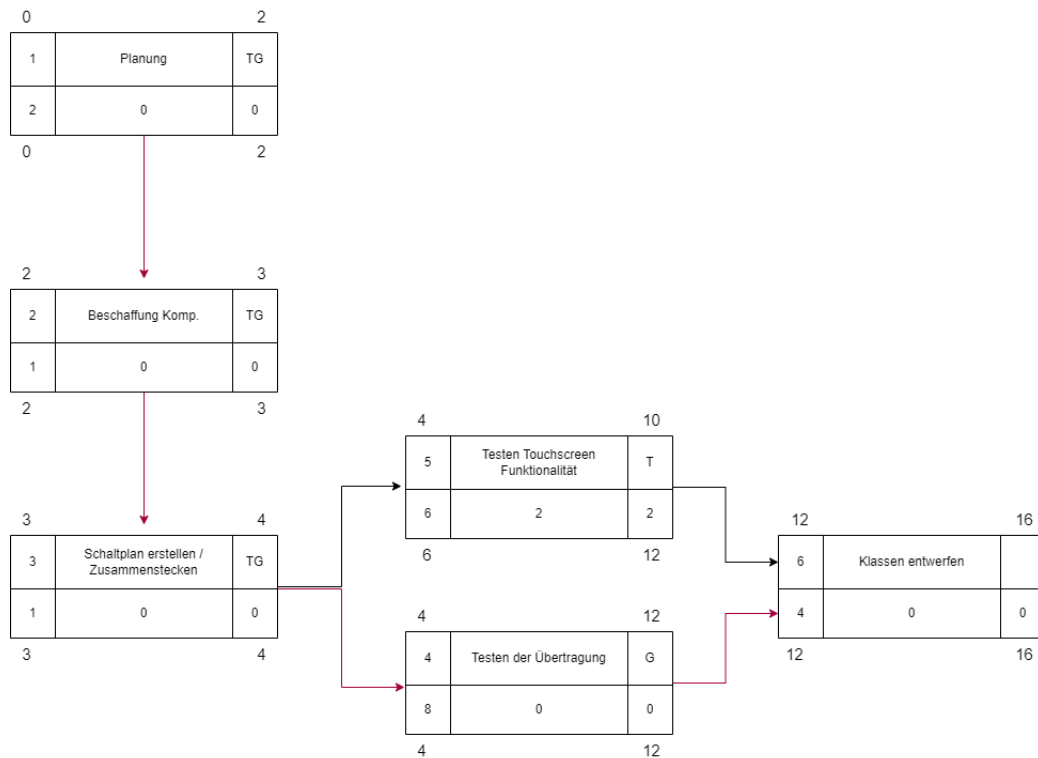 0 2
1 Planung TG
2 0 0
0 2
2 3
2 Beschaffung Komp. TG
1 0 0
2 3
3 4
3 Schaltplan erstellen /
Zusammenstecken TG
1 0 0
3 4
4 10
5 Testen Touchscreen
Funktionalität T
6 2 2
6 12
4 12
4 Testen der Übertragung G
8 0 0
4 12
12 16
6 Klassen entwerfen
4 0 0
12 16